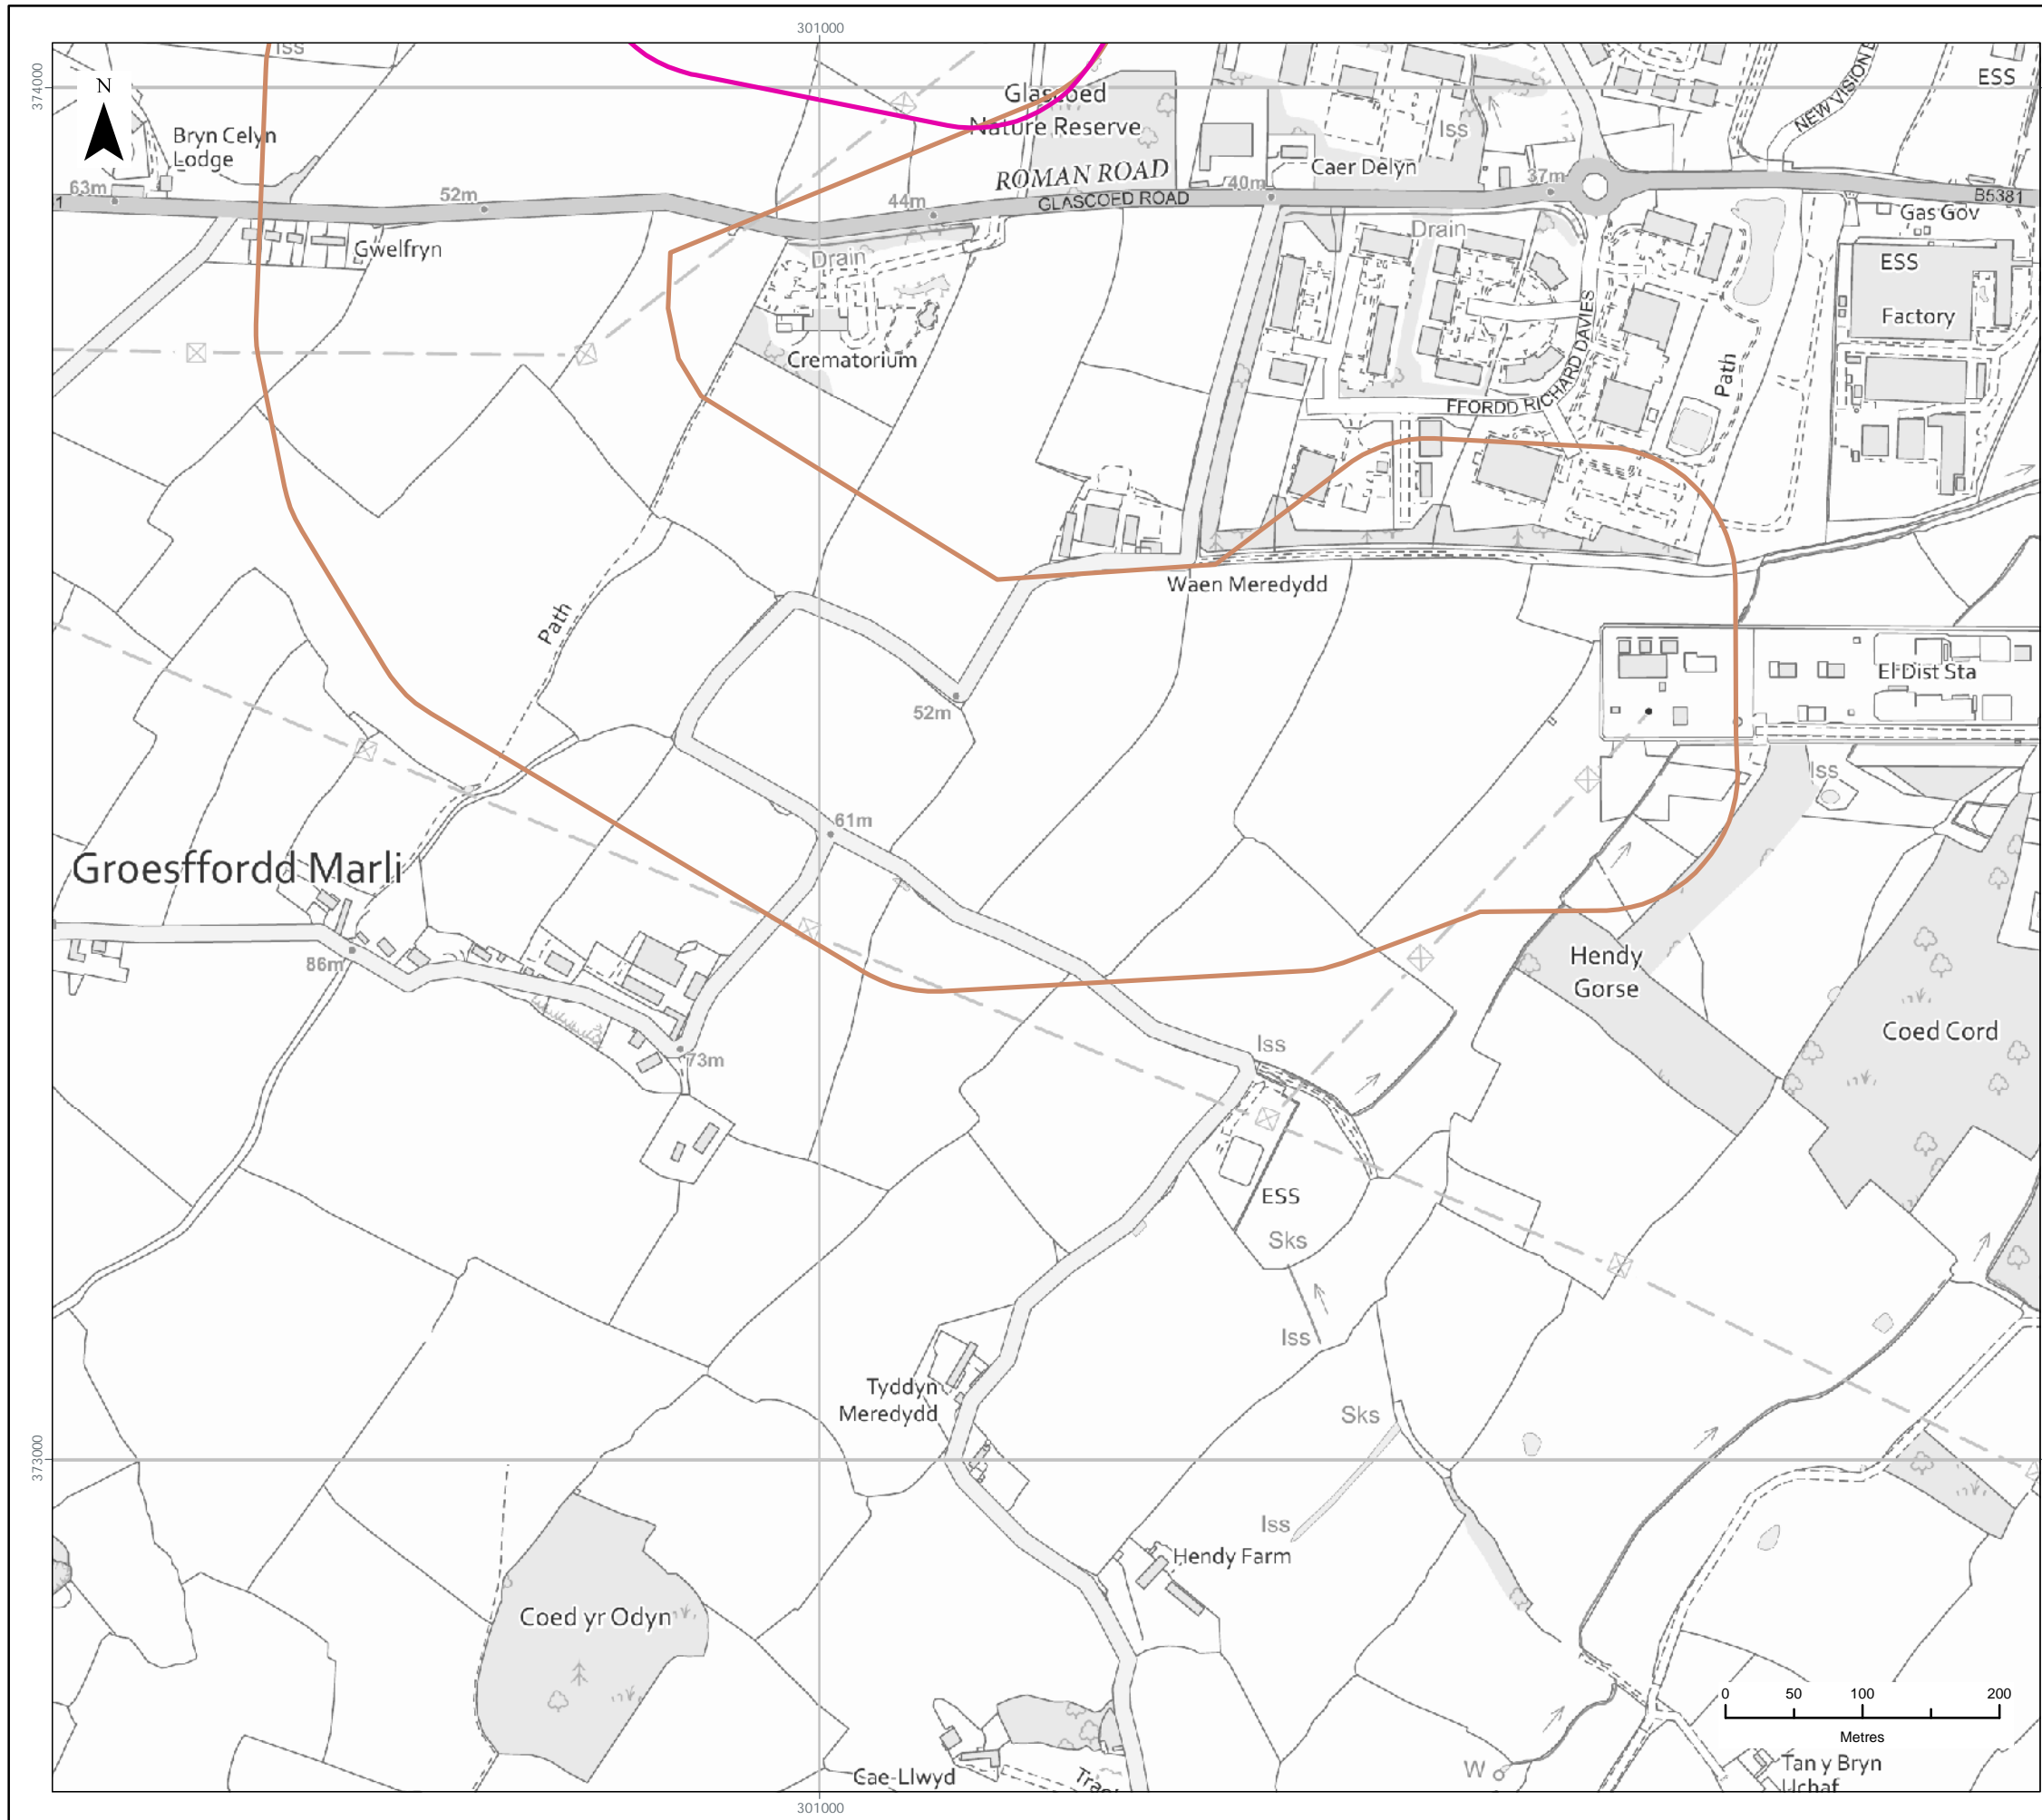 301000
374000
Iss
N
ESS
NEW VISION
Glascoed
Nature Reserve
Bryn Celyn
Lodge
Iss
Caer Delyn
ROMAN ROAD
63m
52m
44m
40m
37m
1
GLASCOED ROAD
B5381
Gas Gov
Gwelfryn
Drain
Drain
ESS
Factory
Crematorium
FFORDD RICHARD DAVIES
Path
Waen Meredydd
Path
El Dist Sta
52m
Iss
61m
Groesffordd Marli
86m
Hendy
Gorse
Coed Cord
Iss
73m
ESS
Sks
Iss
Tyddyn
Meredydd
Sks
373000
Iss
Hendy Farm
Coed yr Odyn
0 50 100 200
Metres
W
Tan y Bryn
Uchaf
Cae-Llwyd
301000